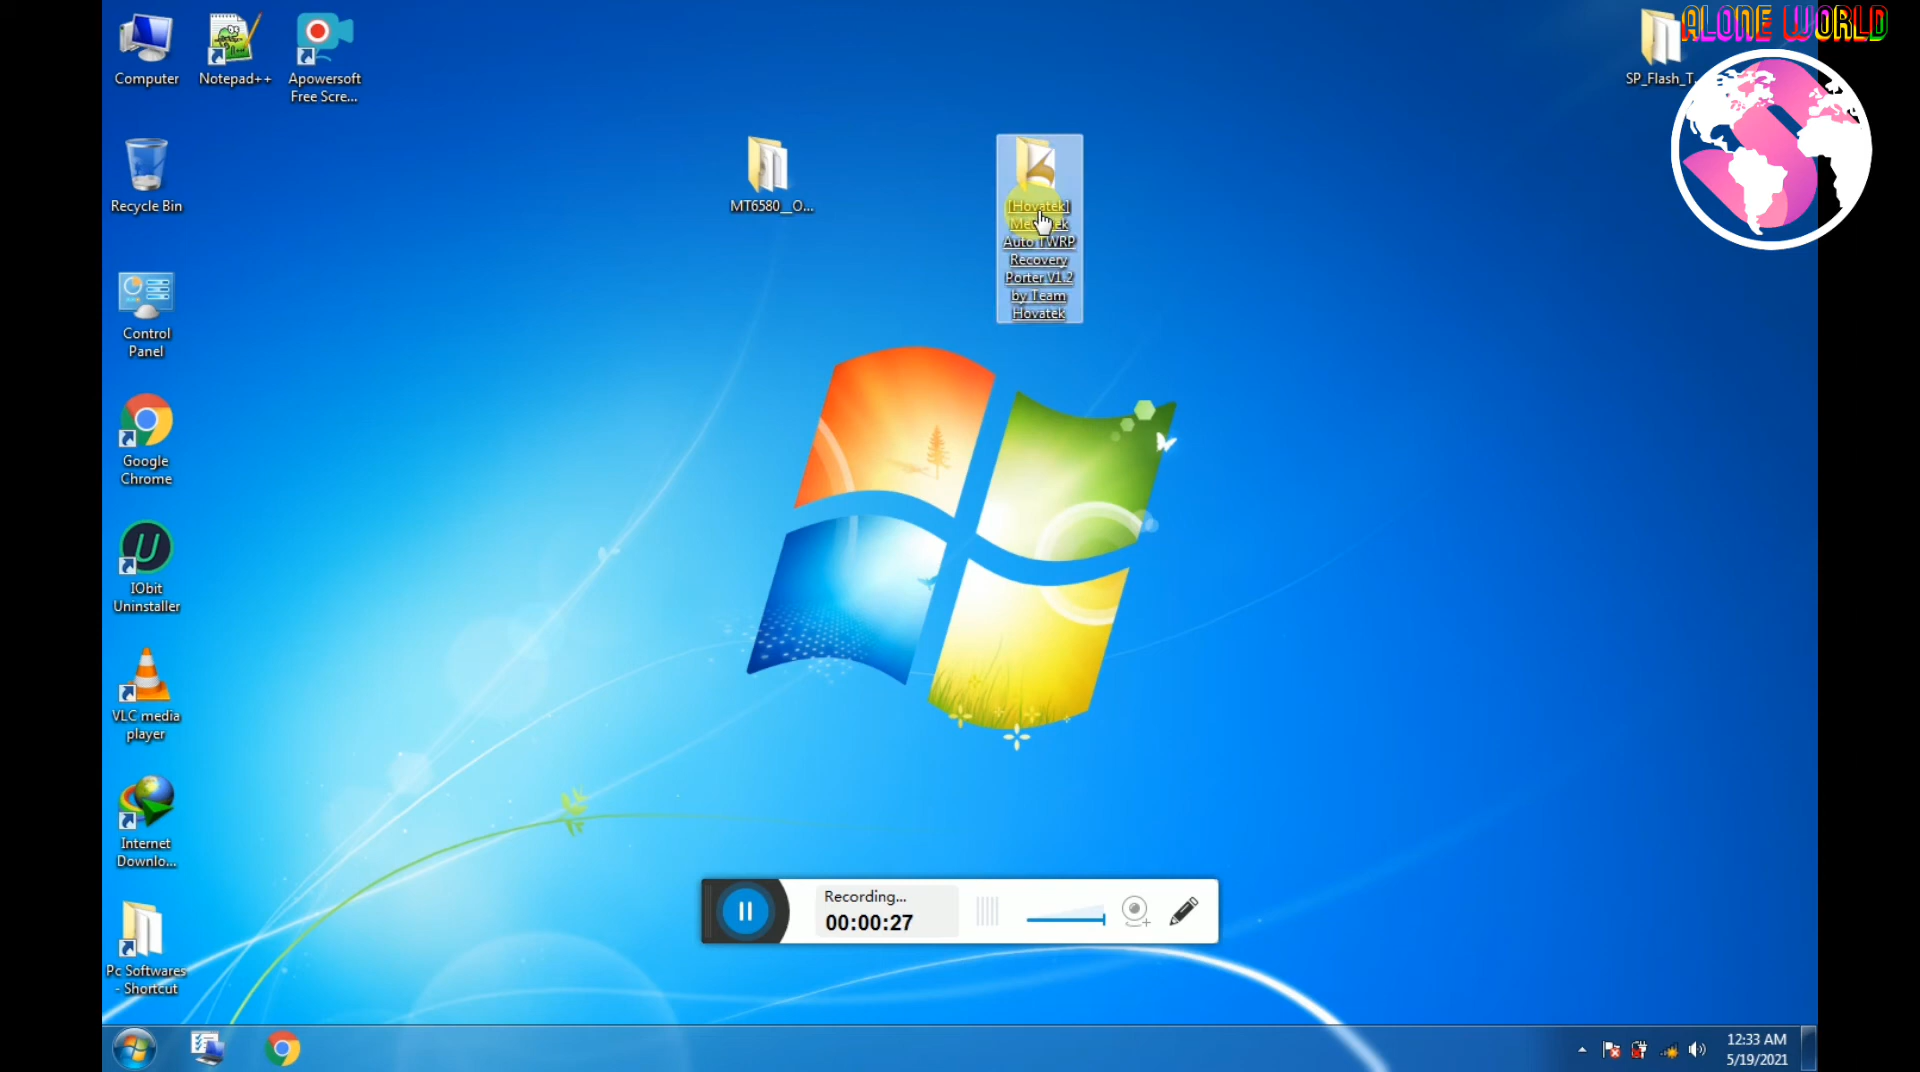 ALONE WORLD
Computer
Notepad++
Apowersoft
Free Scre...
SP_Flash_T...
Recycle Bin
MT6580__O...
[Hovatek]
Auto TWRP
Recovery
Porter V1.2
by Team
Hovatek
Control
Panel
Google
Chrome
IObit
Uninstaller
VLC media
player
Internet
Downlo...
Recording...
00:00:27
Pc Softwares
- Shortcut
12:33 AM
5/19/2021